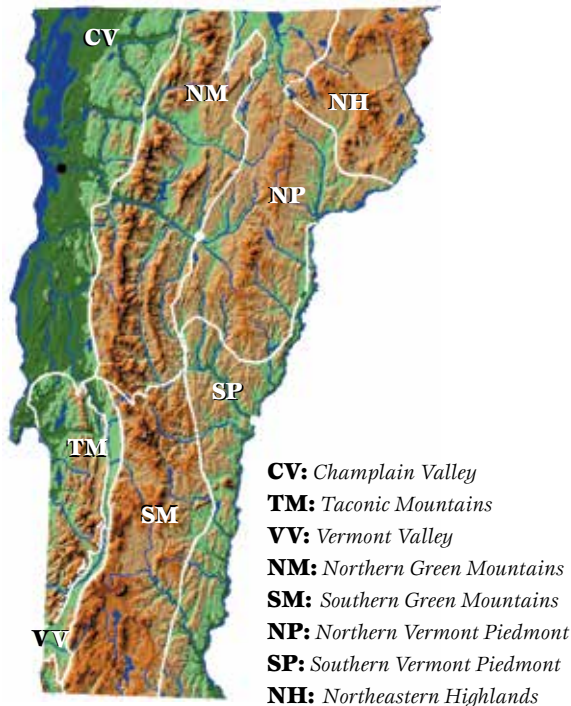 CV
NM
NH
NP
SP
TM
SM
VV
CV: Champlain Valley
TM: Taconic Mountains
VV: Vermont Valley
NM: Northern Green Mountains
SM: Southern Green Mountains
NP: Northern Vermont Piedmont
SP: Southern Vermont Piedmont
NH: Northeastern Highlands